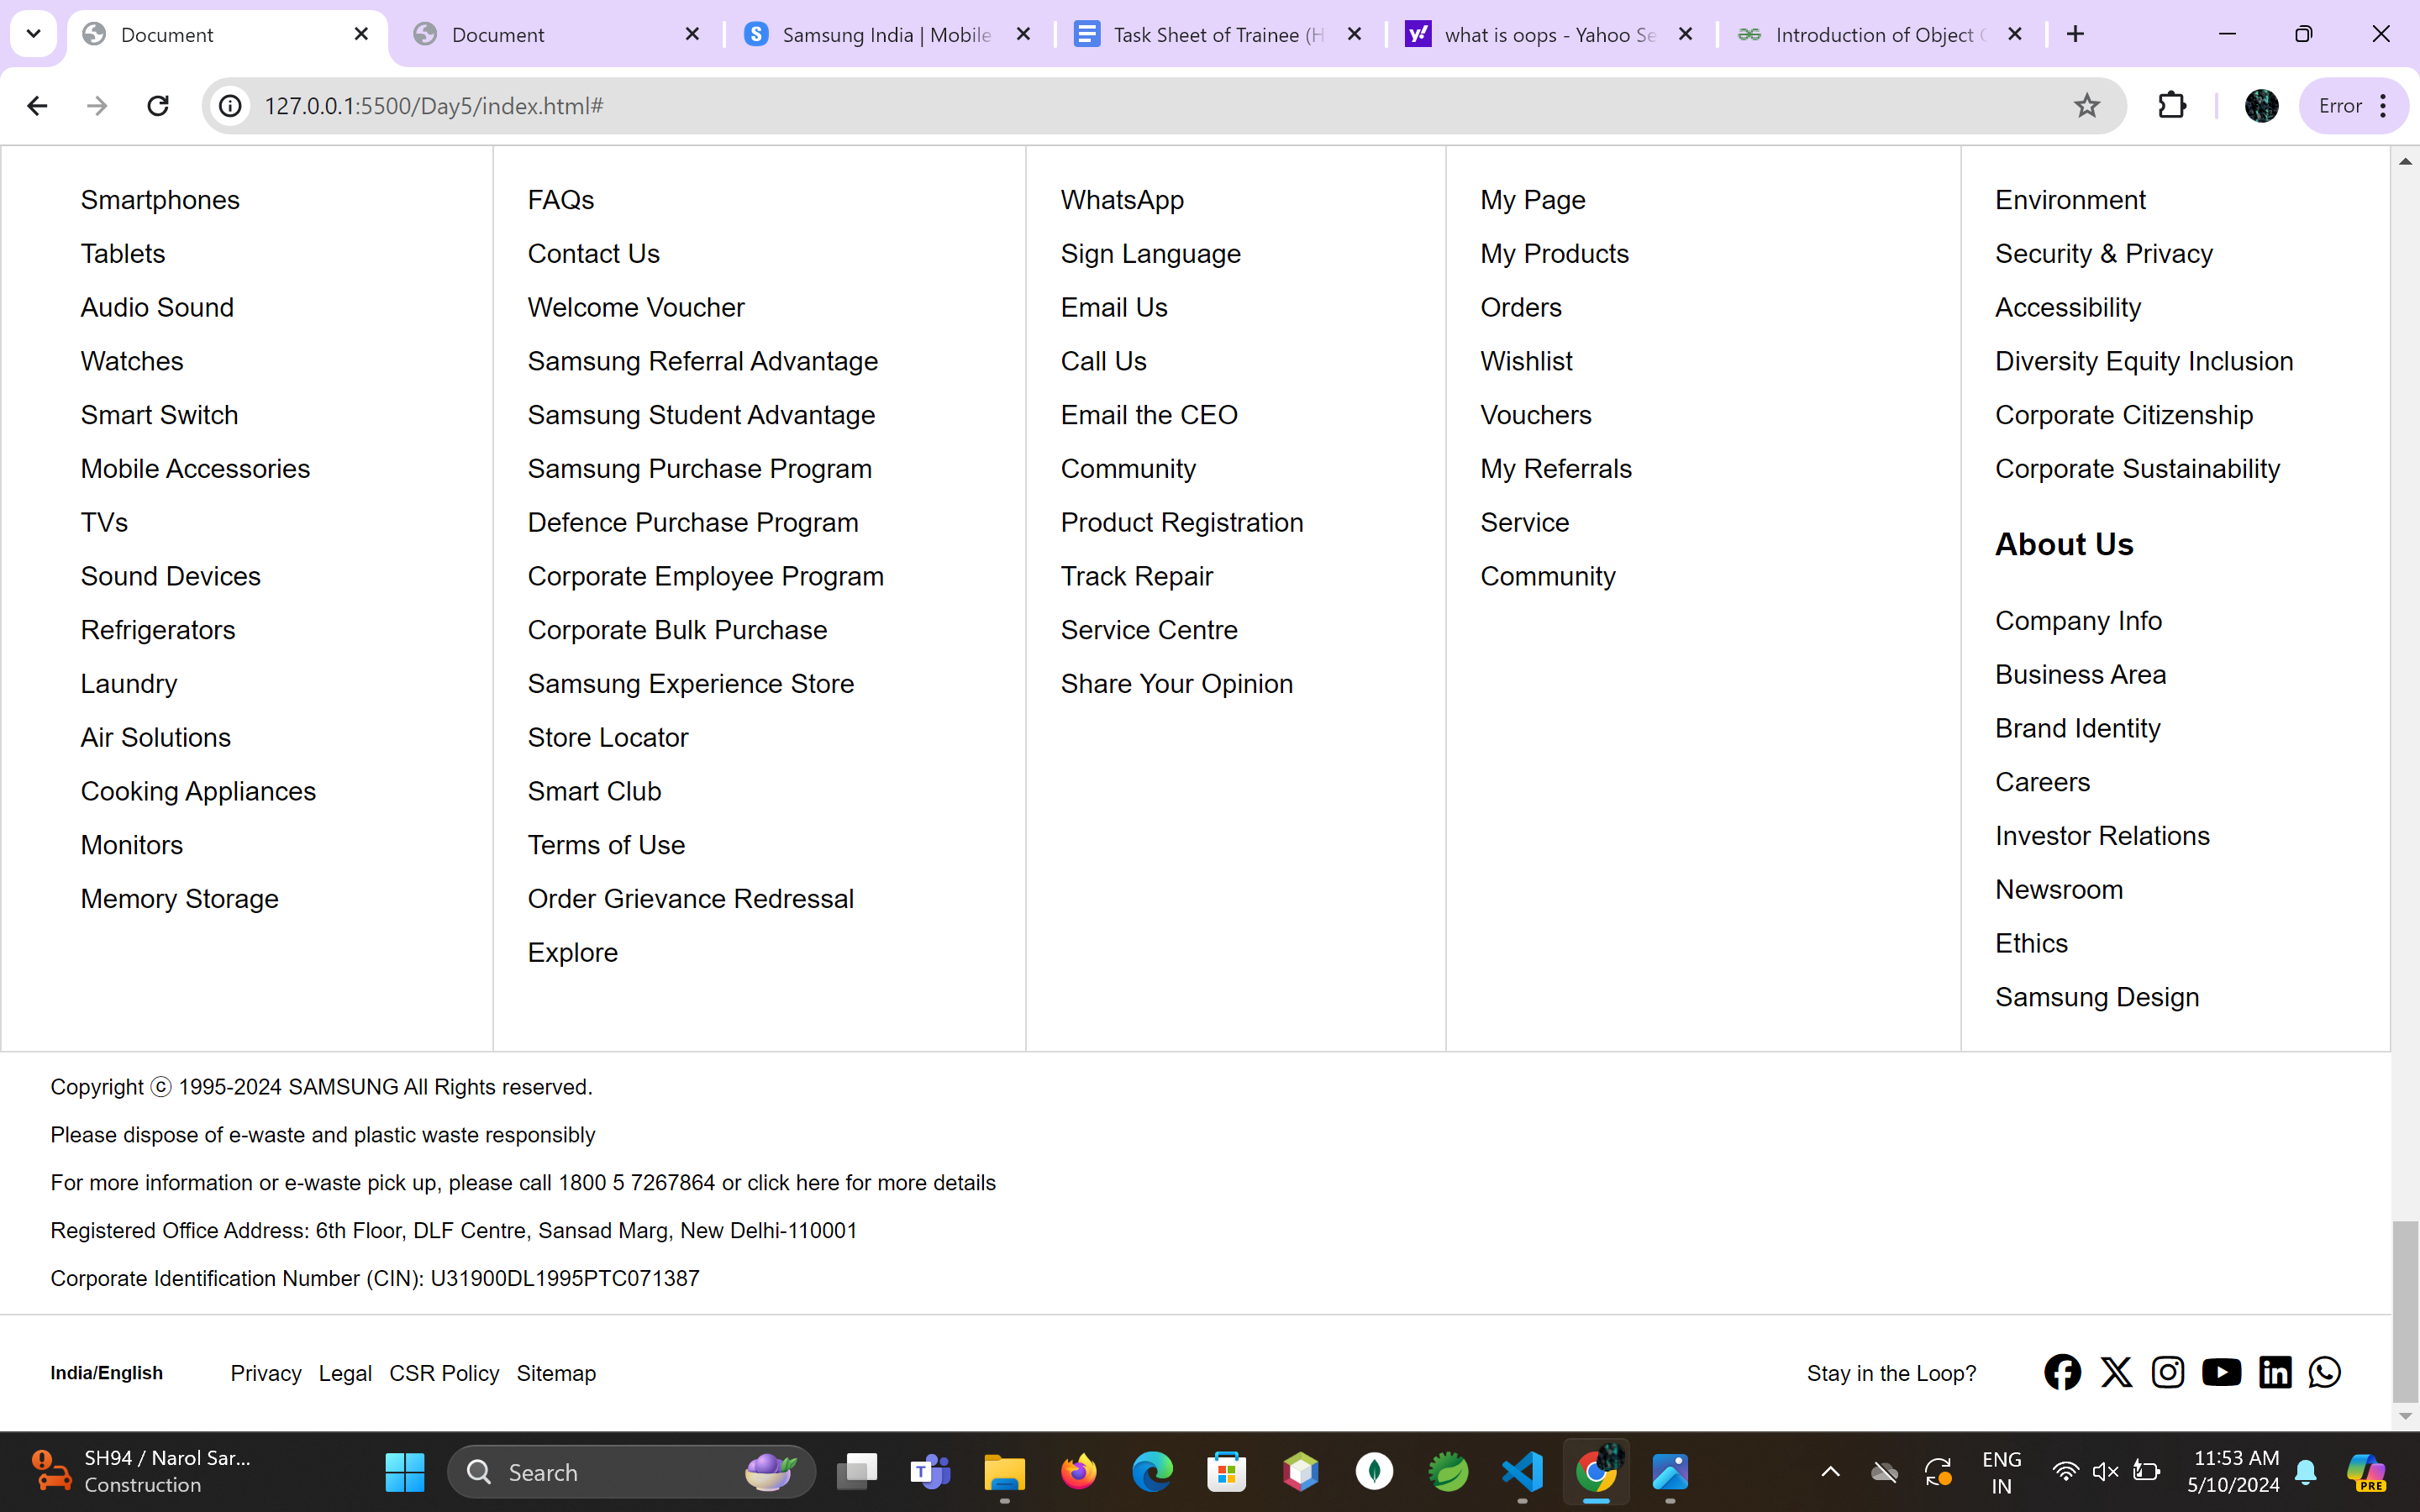 Document
Document
Samsung India | Mobile
Task Sheet of Trainee (H
what is oops - Yahoo Se
Introduction of Object
127.0.0.1:5500/Day5/index.html#
Error
Smartphones
Tablets
Audio Sound
Watches
Smart Switch
Mobile Accessories
TVs
Sound Devices
Refrigerators
Laundry
Air Solutions
Cooking Appliances
Monitors
Memory Storage
FAQs
Contact Us
Welcome Voucher
Samsung Referral Advantage
Samsung Student Advantage
Samsung Purchase Program
Defence Purchase Program
Corporate Employee Program
Corporate Bulk Purchase
Samsung Experience Store
Store Locator
Smart Club
Terms of Use
Order Grievance Redressal
Explore
WhatsApp
Sign Language
Email Us
Call Us
Email the CEO
Community
Product Registration
Track Repair
Service Centre
Share Your Opinion
My Page
My Products
Orders
Wishlist
Vouchers
My Referrals
Service
Community
Environment
Security & Privacy
Accessibility
Diversity Equity Inclusion
Corporate Citizenship
Corporate Sustainability
About Us
Company Info
Business Area
Brand Identity
Careers
Investor Relations
Newsroom
Ethics
Samsung Design
Copyright ⓒ 1995-2024 SAMSUNG All Rights reserved.
Please dispose of e-waste and plastic waste responsibly
For more information or e-waste pick up, please call 1800 5 7267864 or click here for more details
Registered Office Address: 6th Floor, DLF Centre, Sansad Marg, New Delhi-110001
Corporate Identification Number (CIN): U31900DL1995PTC071387
India/English Privacy Legal CSR Policy Sitemap Stay in the Loop?
SH94 / Narol Sar...
Construction
Search
ENG
IN
11:53 AM
5/10/2024
PRE